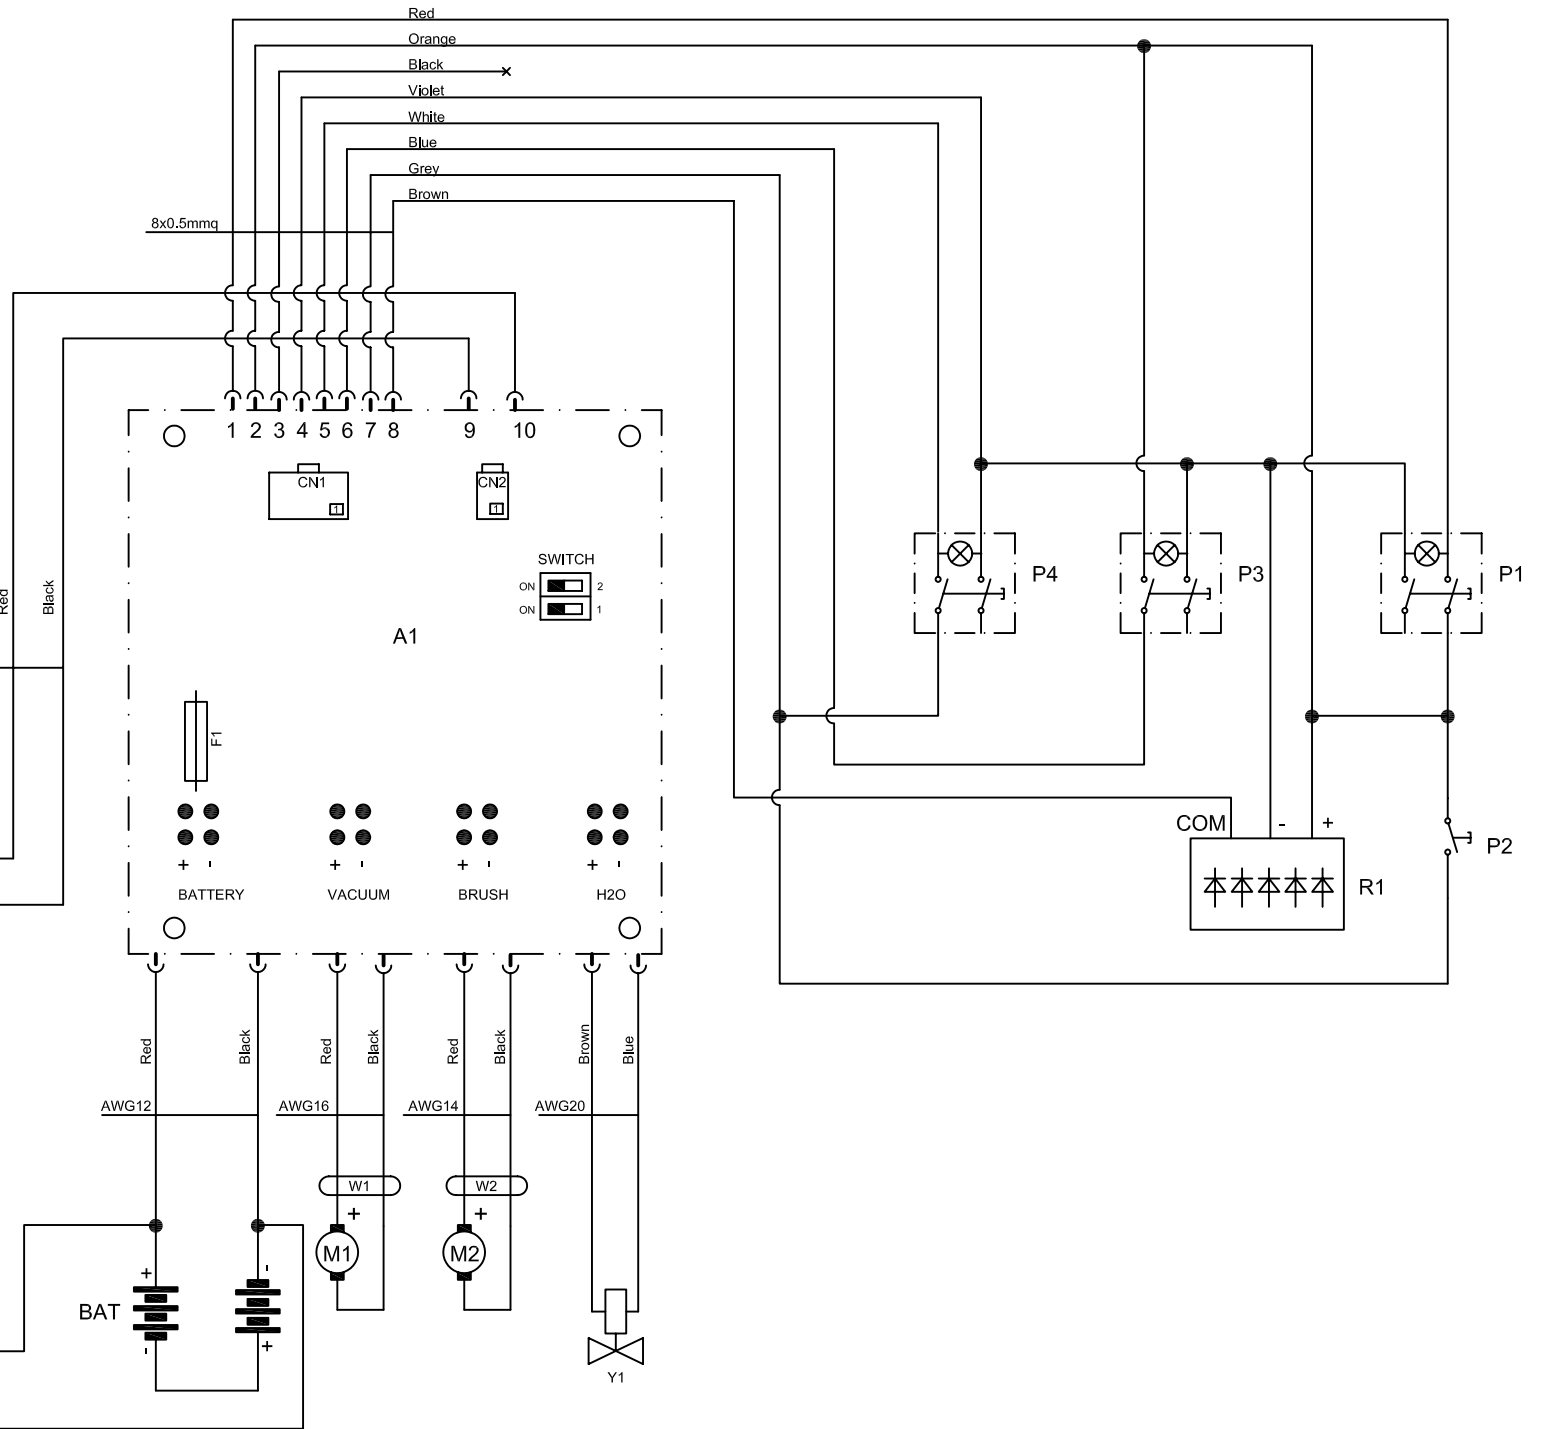 Red
Orange
Black
Violet
White
Blue
Grey
Brown
8x0.5mmq
1 2 3 4 5 6 7 8 9 10
CN1 CN2
1 1
SWITCH
ON 2
ON 1
P4 P3 P1
Red Black
A1
F1
+ - + - + - + -
BATTERY VACUUM BRUSH H2O
COM - +
P2
R1
Red Black Red Black Red Black Brown Blue
AWG12 AWG16 AWG14 AWG20
W1 W2
+ +
M1 M2
+ -
BAT
- +
Y1